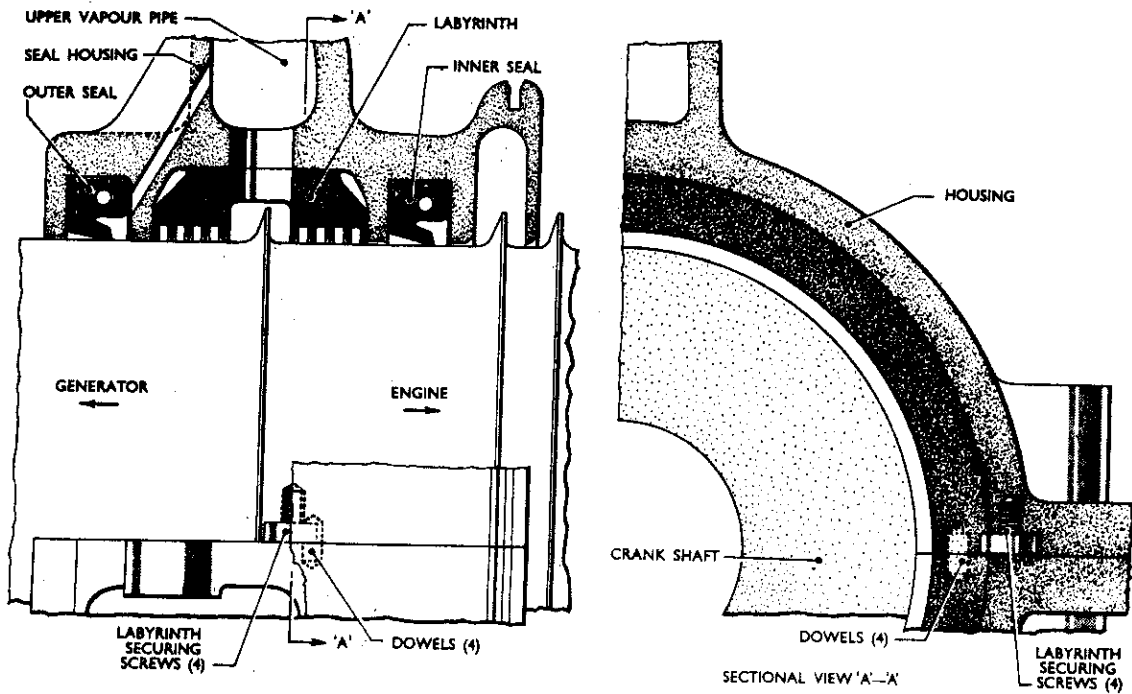 UPPER VAPOUR PIPE
'A'
LABYRINTH
SEAL HOUSING
INNER SEAL
OUTER SEAL
GENERATOR
ENGINE
LABYRINTH
SECURING
SCREWS (4)
'A'
DOWELS (4)
HOUSING
CRANK SHAFT
DOWELS (4)
LABYRINTH
SECURING
SCREWS (4)
SECTIONAL VIEW 'A'—'A'